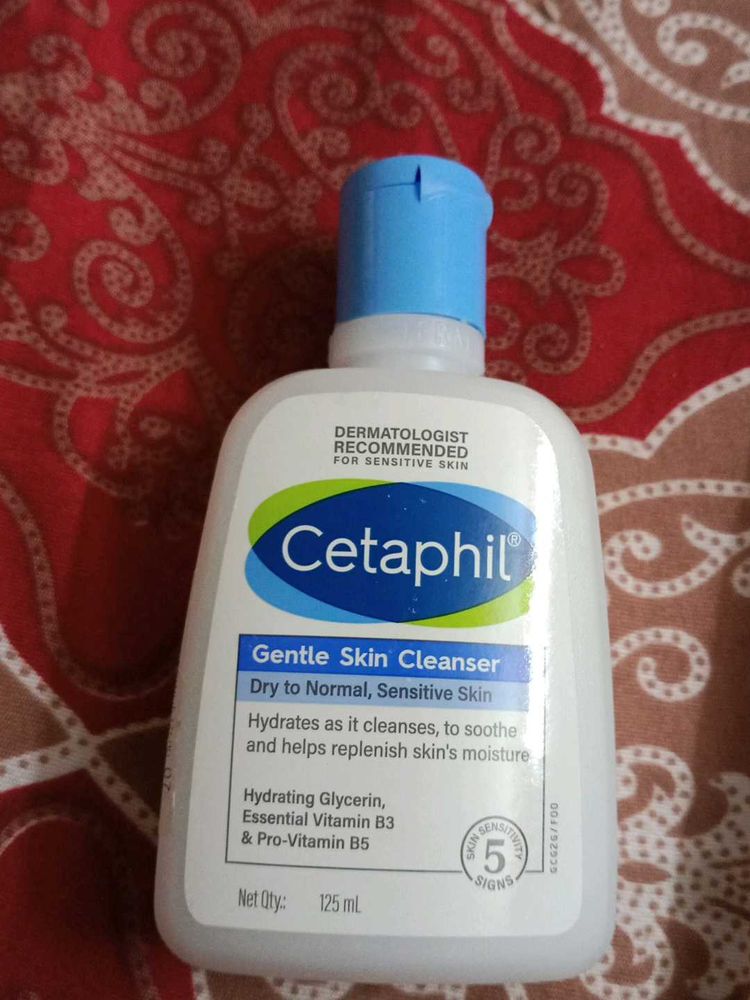 DERMATOLOGIST
RECOMMENDED
FOR SENSITIVE SKIN
Cetaphil®
Gentle Skin Cleanser
Dry to Normal, Sensitive Skin
Hydrates as it cleanses, to soothe
and helps replenish skin's moisture
Hydrating Glycerin,
Essential Vitamin B3
& Pro-Vitamin B5
SKIN SENSITIVITY
5
SIGNS
Net Qty.: 125 mL